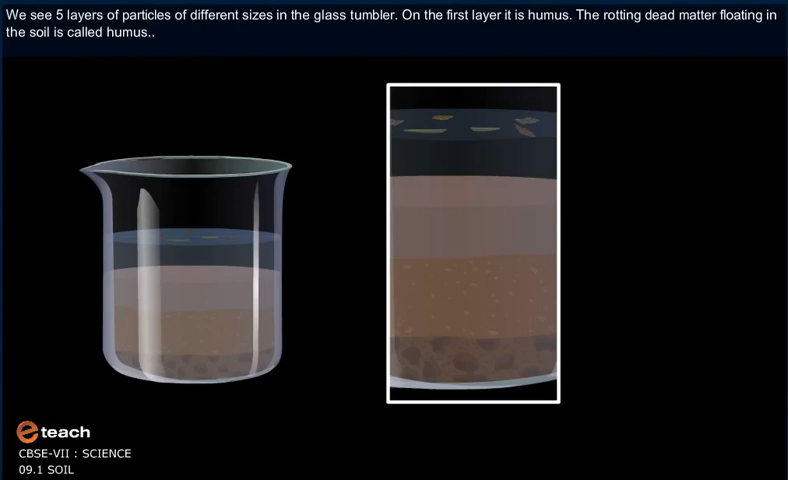 We see 5 layers of particles of different sizes in the glass tumbler. On the first layer it is humus. The rotting dead matter floating in
the soil is called humus..
e teach
CBSE-VII : SCIENCE
09.1 SOIL